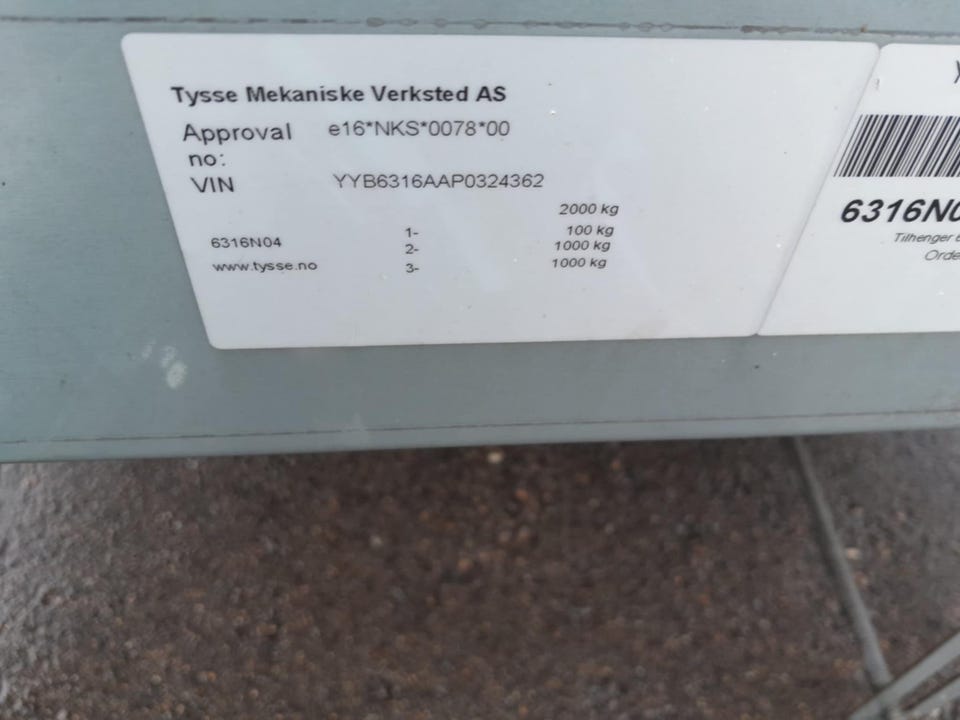 Tysse Mekaniske Verksted AS
Approval no: e16*NKS*0078*00
VIN YYB6316AAP0324362
2000 kg
1- 100 kg
6316N04 2- 1000 kg
www.tysse.no 3- 1000 kg
6316N0
Tilhenger